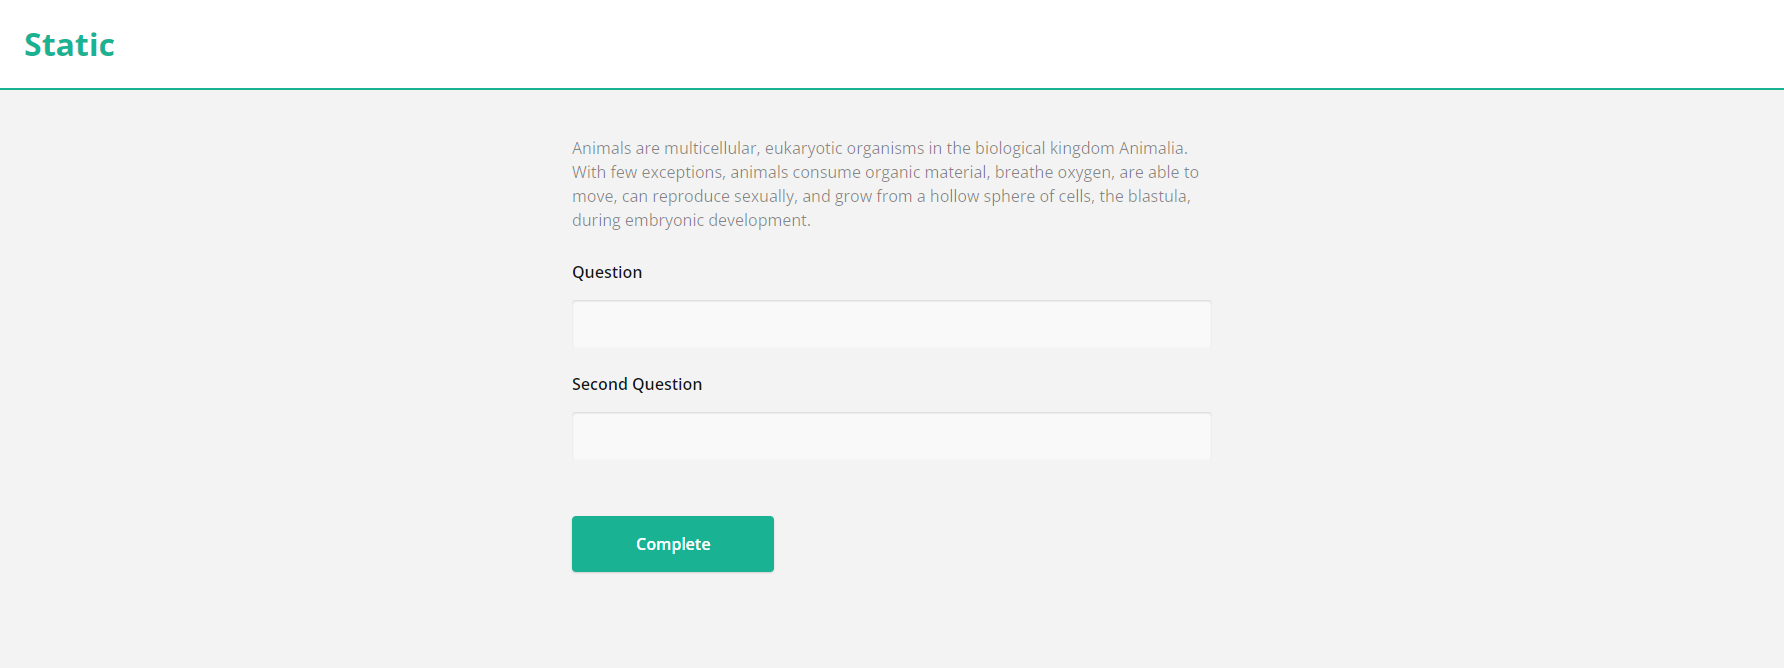 Static
Animals are multicellular, eukaryotic organisms in the biological kingdom Animalia.
With few exceptions, animals consume organic material, breathe oxygen, are able to
move, can reproduce sexually, and grow from a hollow sphere of cells, the blastula,
during embryonic development.
Question
Second Question
Complete